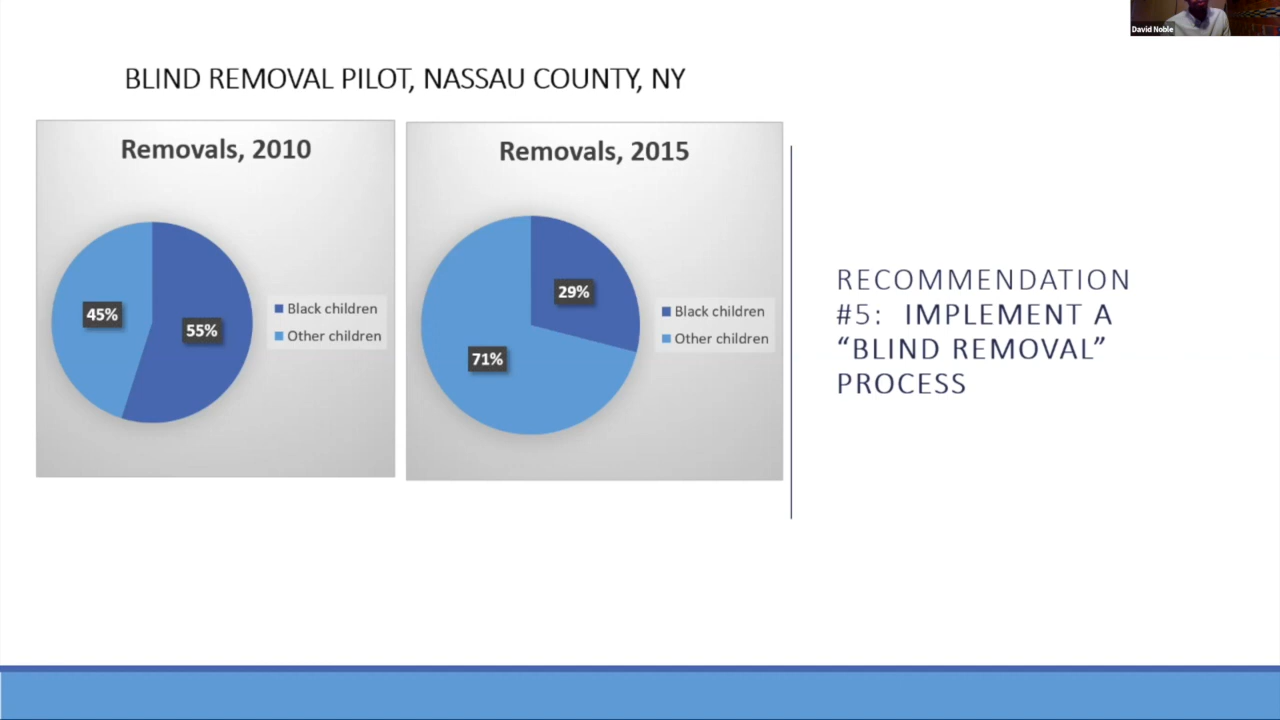 David Noble
BLIND REMOVAL PILOT, NASSAU COUNTY, NY
Removals, 2010
45%
55%
Black children
Other children
Removals, 2015
29%
71%
Black children
Other children
RECOMMENDATION
#5: IMPLEMENT A
“BLIND REMOVAL”
PROCESS